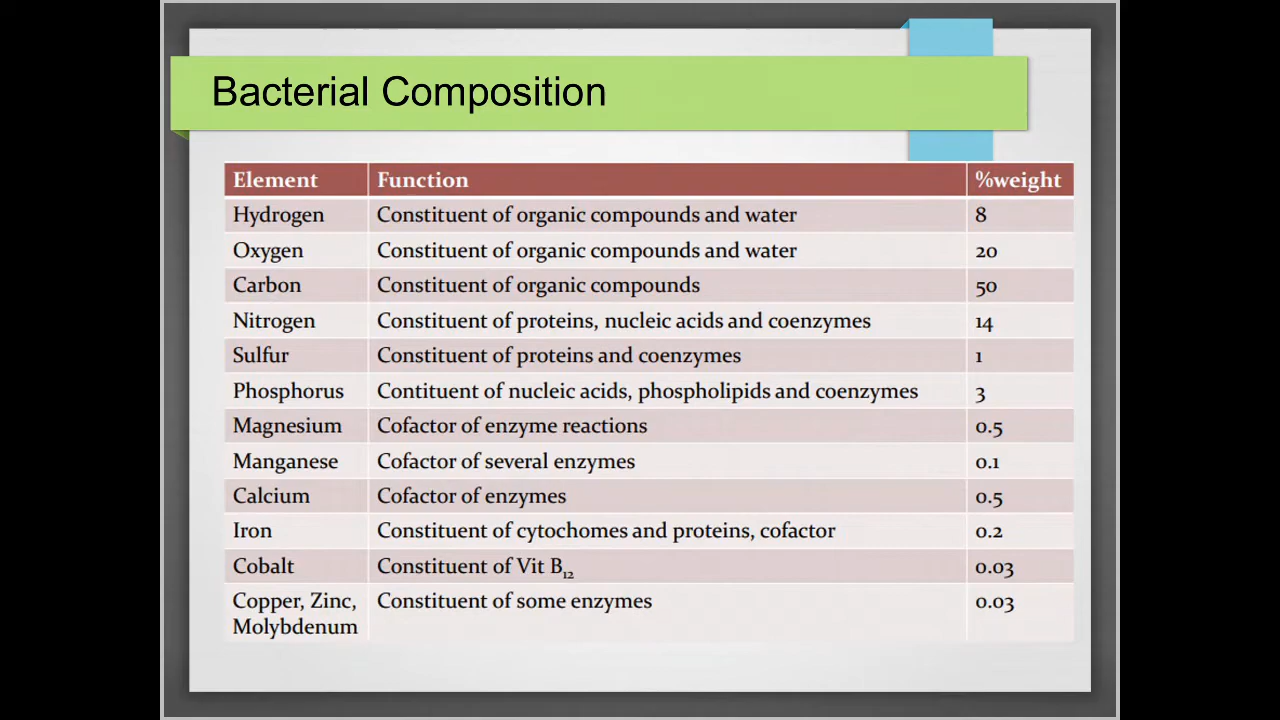 Bacterial Composition
Element Function %weight
Hydrogen Constituent of organic compounds and water 8
Oxygen Constituent of organic compounds and water 20
Carbon Constituent of organic compounds 50
Nitrogen Constituent of proteins, nucleic acids and coenzymes 14
Sulfur Constituent of proteins and coenzymes 1
Phosphorus Contituent of nucleic acids, phospholipids and coenzymes 3
Magnesium Cofactor of enzyme reactions 0.5
Manganese Cofactor of several enzymes 0.1
Calcium Cofactor of enzymes 0.5
Iron Constituent of cytochomes and proteins, cofactor 0.2
Cobalt Constituent of Vit B₁₂ 0.03
Copper, Zinc, Constituent of some enzymes 0.03
Molybdenum